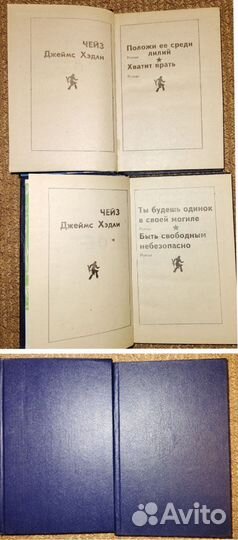 ЧЕЙЗ
Джеймс Хэдли
Положи ее среди
лилий
Роман
Хватит врать
Роман
ЧЕЙЗ
Джеймс Хэдли
Ты будешь одинок
в своей могиле
Роман
Быть свободным
небезопасно
Роман
Avito